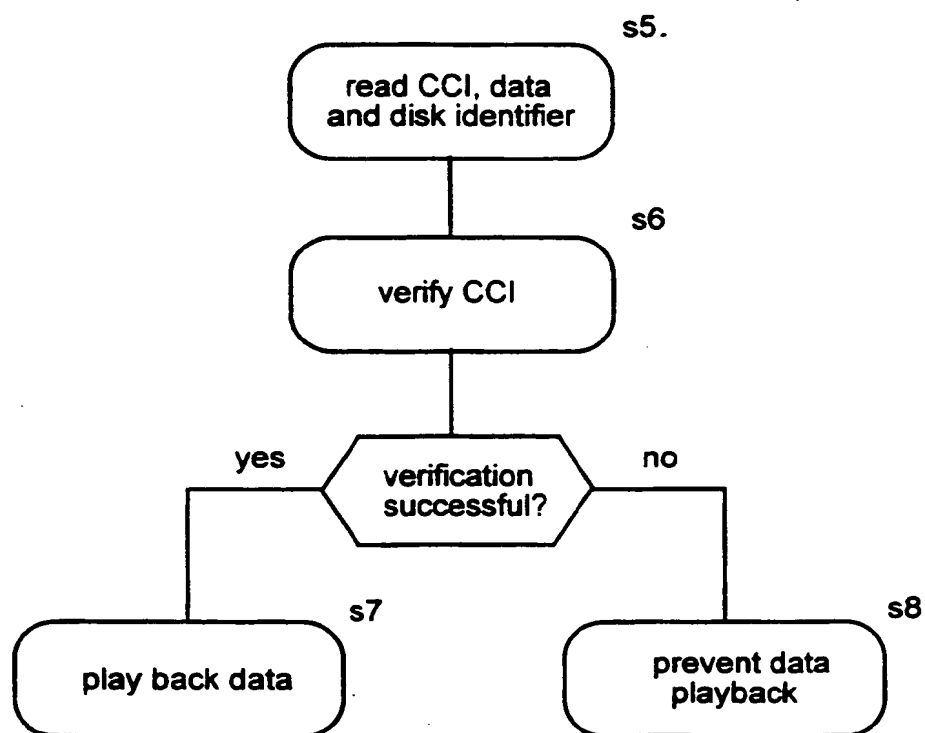 s5.
read CCI, data
and disk identifier
s6
verify CCI
yes
verification
successful?
no
s7
play back data
s8
prevent data
playback